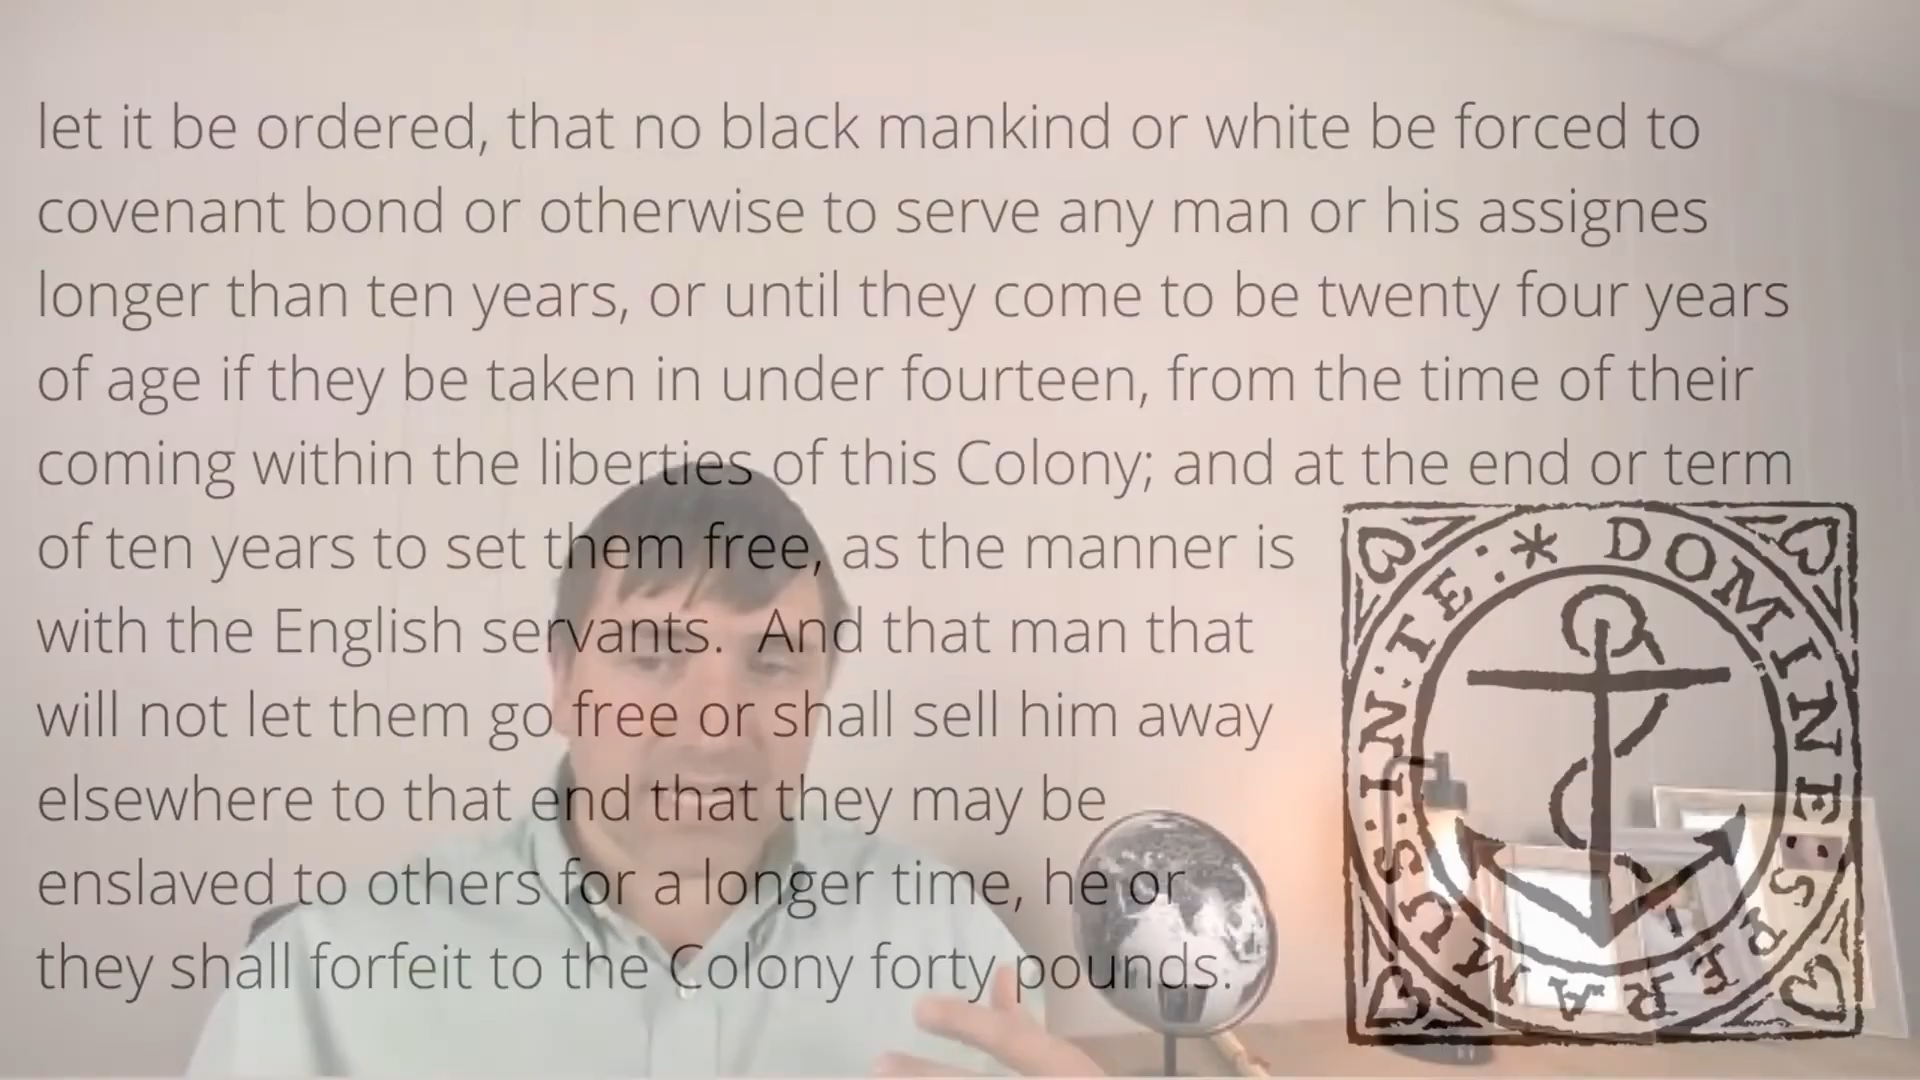 let it be ordered, that no black mankind or white be forced to
covenant bond or otherwise to serve any man or his assignes
longer than ten years, or until they come to be twenty four years
of age if they be taken in under fourteen, from the time of their
coming within the liberties of this Colony; and at the end or term
of ten years to set them free, as the manner is
with the English servants.  And that man that
will not let them go free or shall sell him away
elsewhere to that end that they may be
enslaved to others for a longer time, he or
they shall forfeit to the Colony forty pounds.
IN:TE:* DOMINE:SPERAMUS: